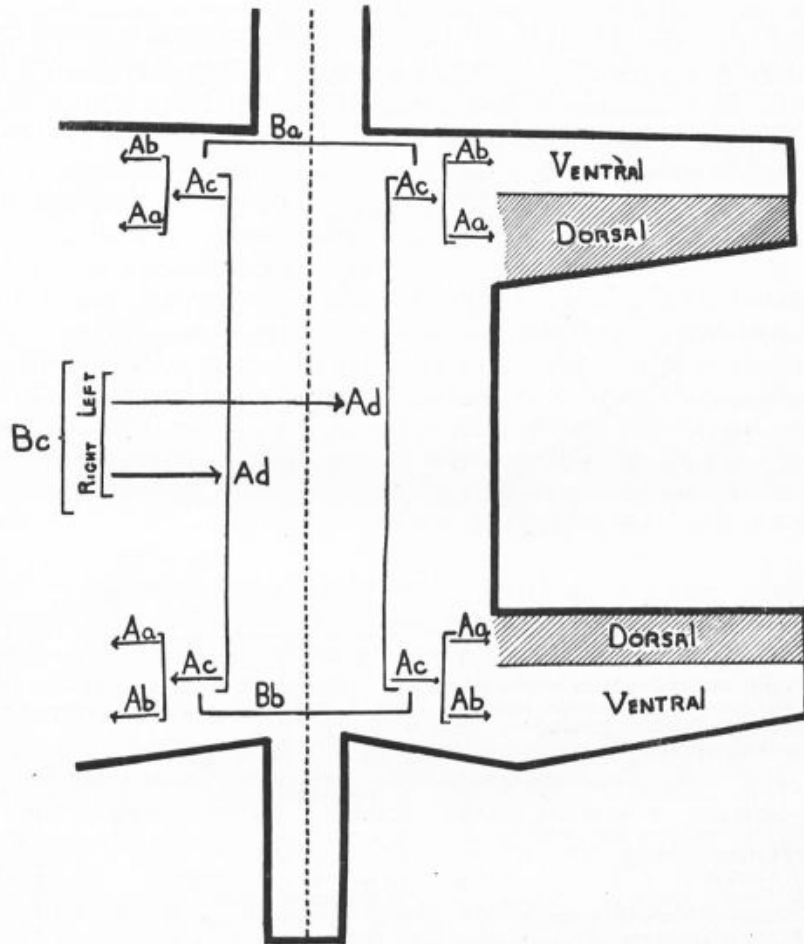 Ba
Ab Ab VENTRAL
Ac Ac
Aa Aa DORSAL
LEFT Ad
Bc
RIGHT Ad
Aa Aa DORSAL
Ac Ac
Bb
Ab Ab VENTRAL